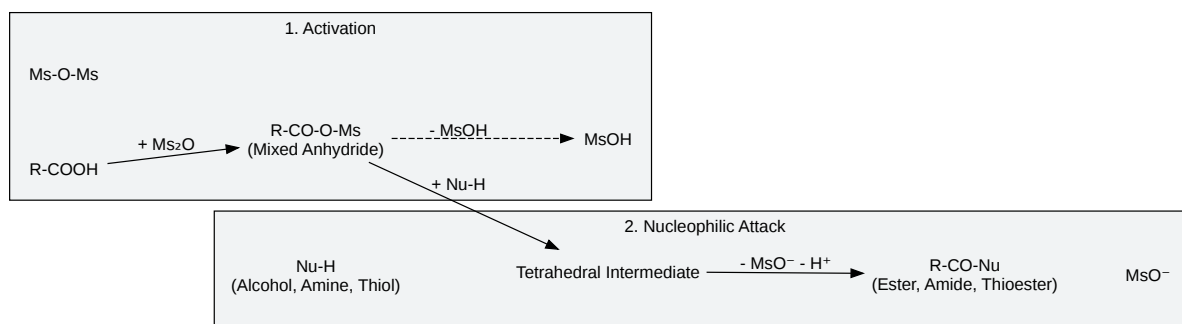 1. Activation
Ms-O-Ms
R-COOH
+ Ms₂O
R-CO-O-Ms
(Mixed Anhydride)
- MsOH
MsOH
+ Nu-H
2. Nucleophilic Attack
Nu-H
(Alcohol, Amine, Thiol)
Tetrahedral Intermediate
- MsO⁻ - H⁺
R-CO-Nu
(Ester, Amide, Thioester)
MsO⁻